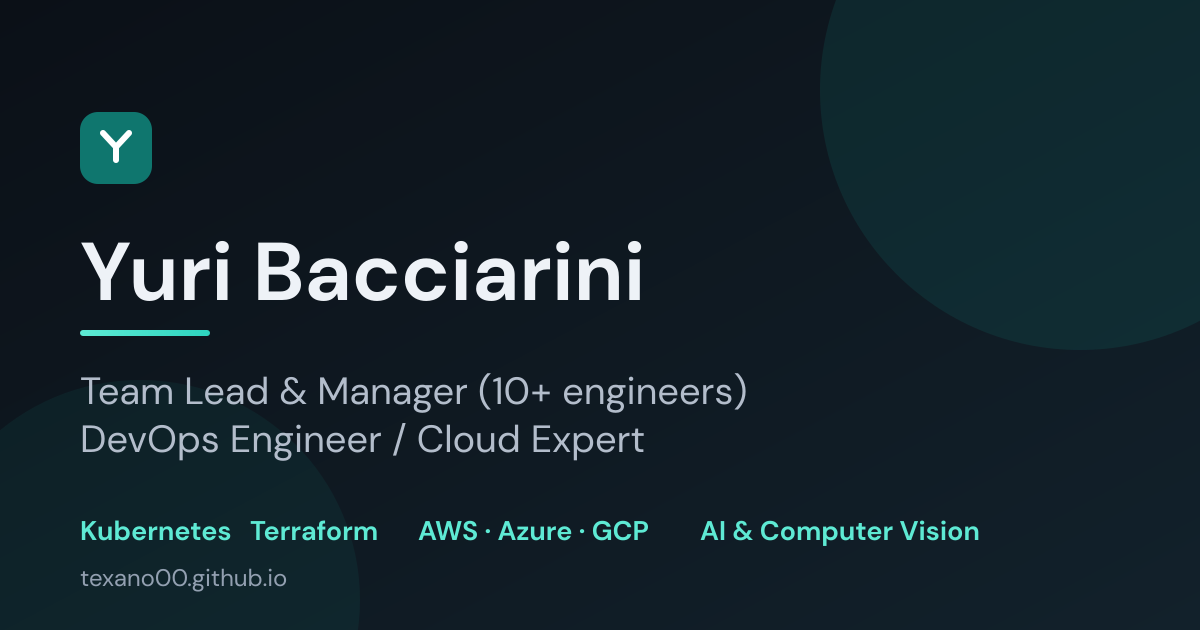 Y
Yuri Bacciarini
Team Lead & Manager (10+ engineers)
DevOps Engineer / Cloud Expert
Kubernetes Terraform AWS · Azure · GCP AI & Computer Vision
texano00.github.io